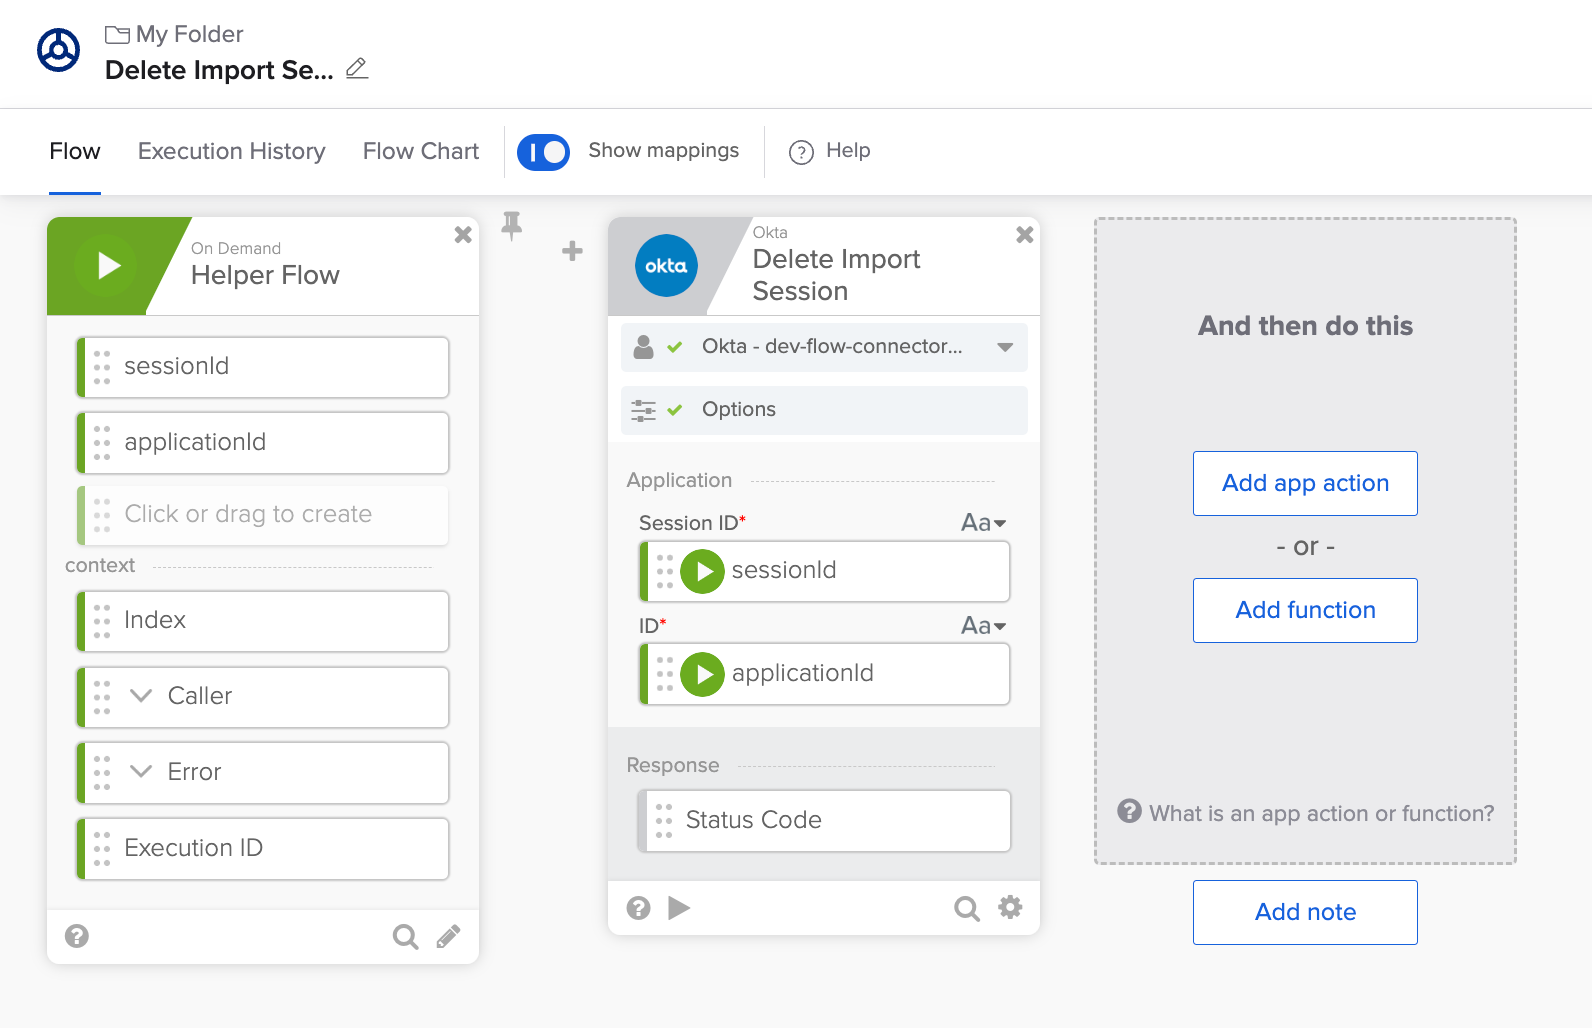 My Folder
Delete Import Se...
Flow
Execution History
Flow Chart
Show mappings
? Help
On Demand
Helper Flow
sessionId
applicationId
Click or drag to create
context
Index
Caller
Error
Execution ID
?
Okta
okta
Delete Import
Session
Okta - dev-flow-connector...
Options
Application
Session ID* Aa
sessionId
ID* Aa
applicationId
Response
Status Code
?
And then do this
Add app action
- or -
Add function
? What is an app action or function?
Add note